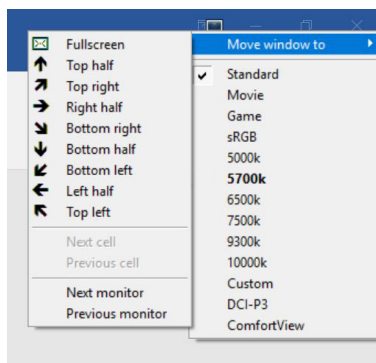 Move window to
Standard
Movie
Game
sRGB
5000k
5700k
6500k
7500k
9300k
10000k
Custom
DCI-P3
ComfortView
Fullscreen
Top half
Top right
Right half
Bottom right
Bottom half
Bottom left
Left half
Top left
Next cell
Previous cell
Next monitor
Previous monitor